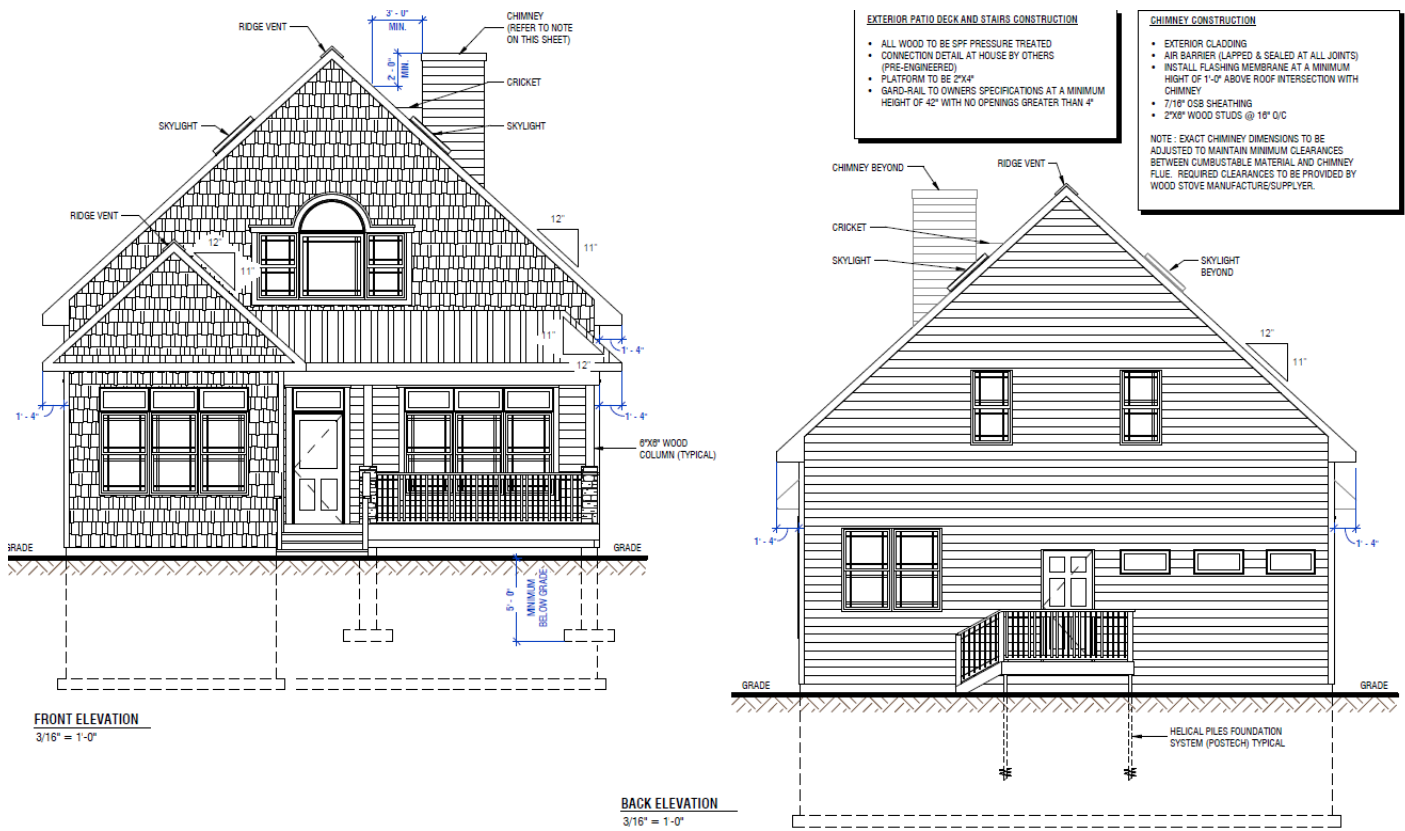 3' - 0"
MIN.
CHIMNEY
(REFER TO NOTE
ON THIS SHEET)
RIDGE VENT
2 - 0"
MIN.
CRICKET
SKYLIGHT
SKYLIGHT
RIDGE VENT
12"
11"
12"
11"
11"
12"
1' - 4"
1' - 4"
1' - 4"
6"X6" WOOD
COLUMN (TYPICAL)
GRADE
GRADE
5' - 0"
MINIMUM
BELOW GRADE
FRONT ELEVATION
3/16" = 1'-0"
EXTERIOR PATIO DECK AND STAIRS CONSTRUCTION
• ALL WOOD TO BE SPF PRESSURE TREATED
• CONNECTION DETAIL AT HOUSE BY OTHERS
(PRE-ENGINEERED)
• PLATFORM TO BE 2"X4"
• GARD-RAIL TO OWNERS SPECIFICATIONS AT A MINIMUM
HEIGHT OF 42" WITH NO OPENINGS GREATER THAN 4"
CHIMNEY CONSTRUCTION
• EXTERIOR CLADDING
• AIR BARRIER (LAPPED & SEALED AT ALL JOINTS)
• INSTALL FLASHING MEMBRANE AT A MINIMUM
HIGHT OF 1'-0" ABOVE ROOF INTERSECTION WITH
CHIMNEY
• 7/16" OSB SHEATHING
• 2"X6" WOOD STUDS @ 16" O/C
NOTE : EXACT CHIMINEY DIMENSIONS TO BE
ADJUSTED TO MAINTAIN MINIMUM CLEARANCES
BETWEEN CUMBUSTABLE MATERIAL AND CHIMNEY
FLUE. REQUIRED CLEARANCES TO BE PROVIDED BY
WOOD STOVE MANUFACTURE/SUPPLYER.
CHIMNEY BEYOND
RIDGE VENT
CRICKET
SKYLIGHT
SKYLIGHT
BEYOND
12"
11"
1' - 4"
1' - 4"
GRADE
GRADE
HELICAL PILES FOUNDATION
SYSTEM (POSTECH) TYPICAL
BACK ELEVATION
3/16" = 1-0"